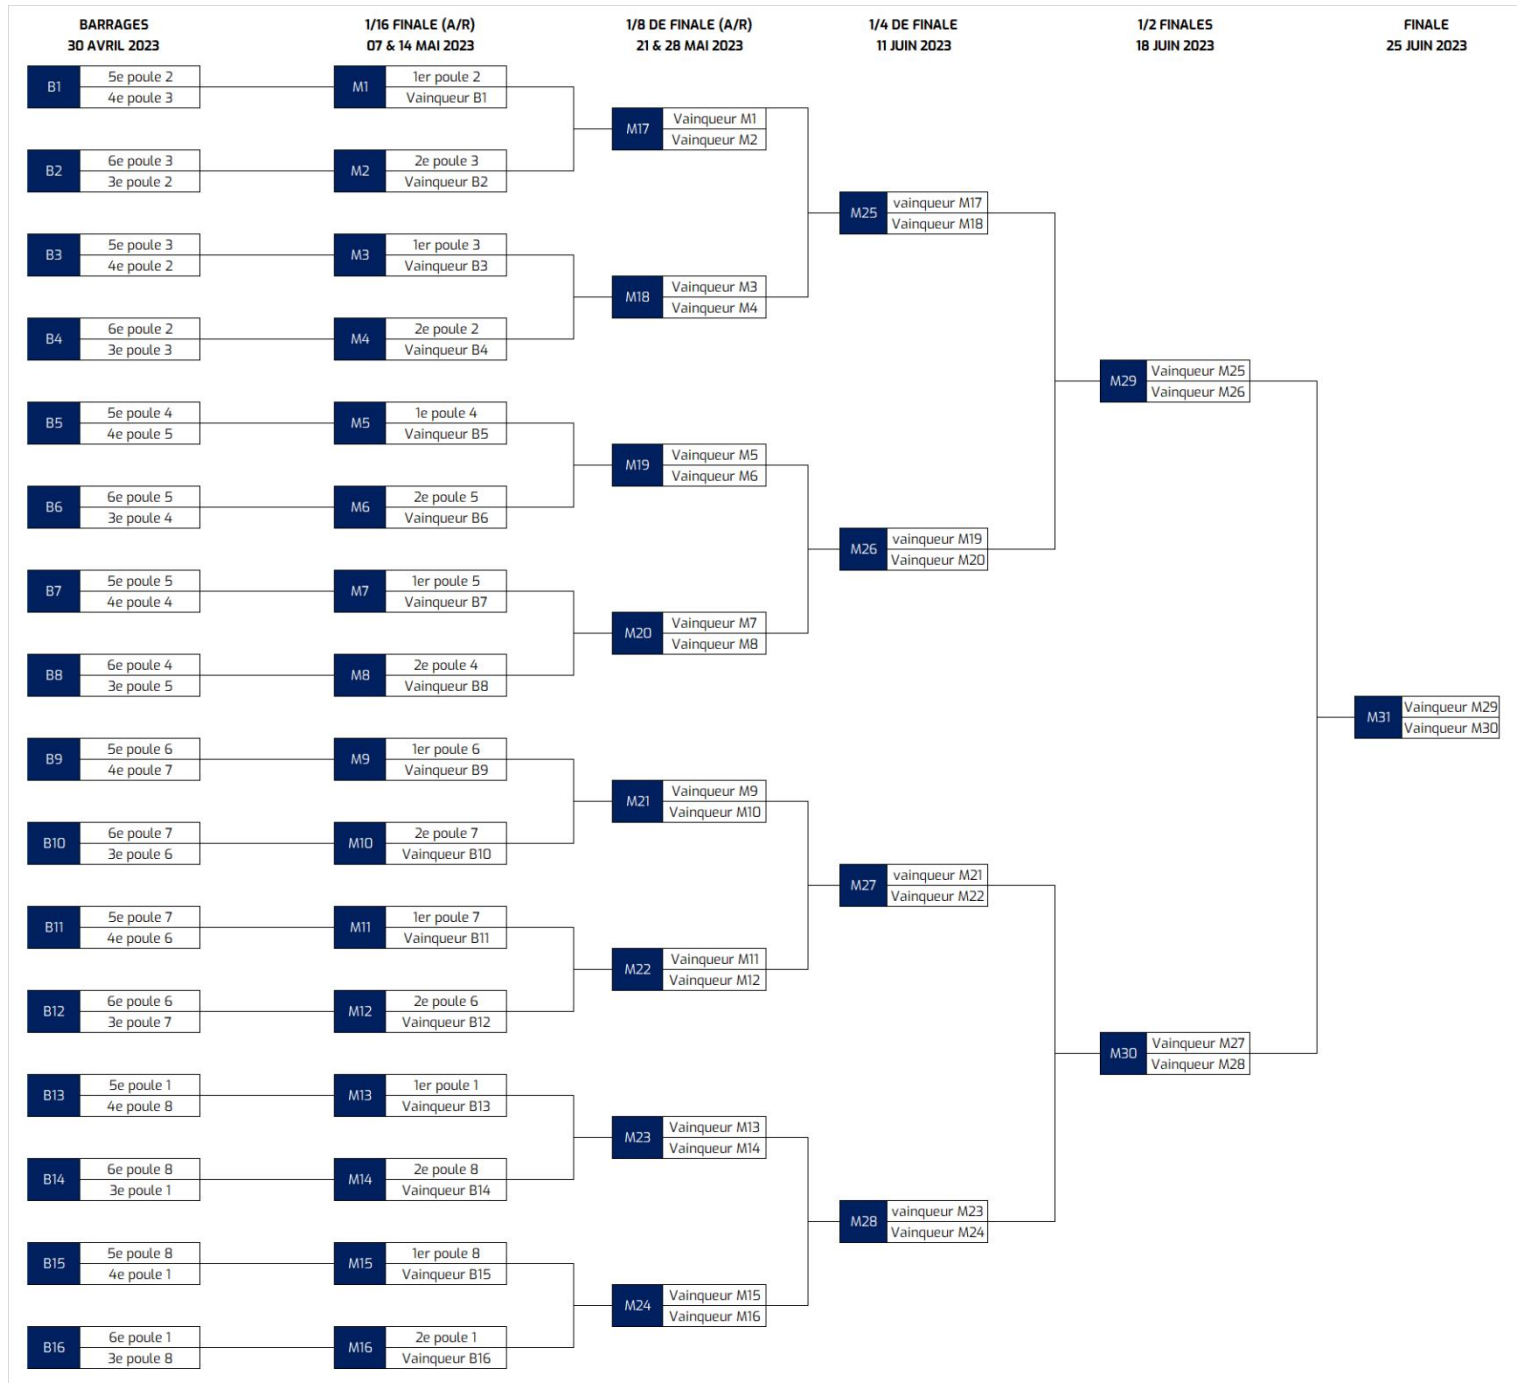 BARRAGES
30 AVRIL 2023
1/16 FINALE (A/R)
07 & 14 MAI 2023
1/8 DE FINALE (A/R)
21 & 28 MAI 2023
1/4 DE FINALE
11 JUIN 2023
1/2 FINALES
18 JUIN 2023
FINALE
25 JUIN 2023
B1
5e poule 2
4e poule 3
B2
6e poule 3
3e poule 2
B3
5e poule 3
4e poule 2
B4
6e poule 2
3e poule 3
B5
5e poule 4
4e poule 5
B6
6e poule 5
3e poule 4
B7
5e poule 5
4e poule 4
B8
6e poule 4
3e poule 5
B9
5e poule 6
4e poule 7
B10
6e poule 7
3e poule 6
B11
5e poule 7
4e poule 6
B12
6e poule 6
3e poule 7
B13
5e poule 1
4e poule 8
B14
6e poule 8
3e poule 1
B15
5e poule 8
4e poule 1
B16
6e poule 1
3e poule 8
M1
1er poule 2
Vainqueur B1
M2
2e poule 3
Vainqueur B2
M3
1er poule 3
Vainqueur B3
M4
2e poule 2
Vainqueur B4
M5
1e poule 4
Vainqueur B5
M6
2e poule 5
Vainqueur B6
M7
1er poule 5
Vainqueur B7
M8
2e poule 4
Vainqueur B8
M9
1er poule 6
Vainqueur B9
M10
2e poule 7
Vainqueur B10
M11
1er poule 7
Vainqueur B11
M12
2e poule 6
Vainqueur B12
M13
1er poule 1
Vainqueur B13
M14
2e poule 8
Vainqueur B14
M15
1er poule 8
Vainqueur B15
M16
2e poule 1
Vainqueur B16
M17
Vainqueur M1
Vainqueur M2
M18
Vainqueur M3
Vainqueur M4
M19
Vainqueur M5
Vainqueur M6
M20
Vainqueur M7
Vainqueur M8
M21
Vainqueur M9
Vainqueur M10
M22
Vainqueur M11
Vainqueur M12
M23
Vainqueur M13
Vainqueur M14
M24
Vainqueur M15
Vainqueur M16
M25
vainqueur M17
Vainqueur M18
M26
vainqueur M19
Vainqueur M20
M27
vainqueur M21
Vainqueur M22
M28
vainqueur M23
Vainqueur M24
M29
Vainqueur M25
Vainqueur M26
M30
Vainqueur M27
Vainqueur M28
M31
Vainqueur M29
Vainqueur M30